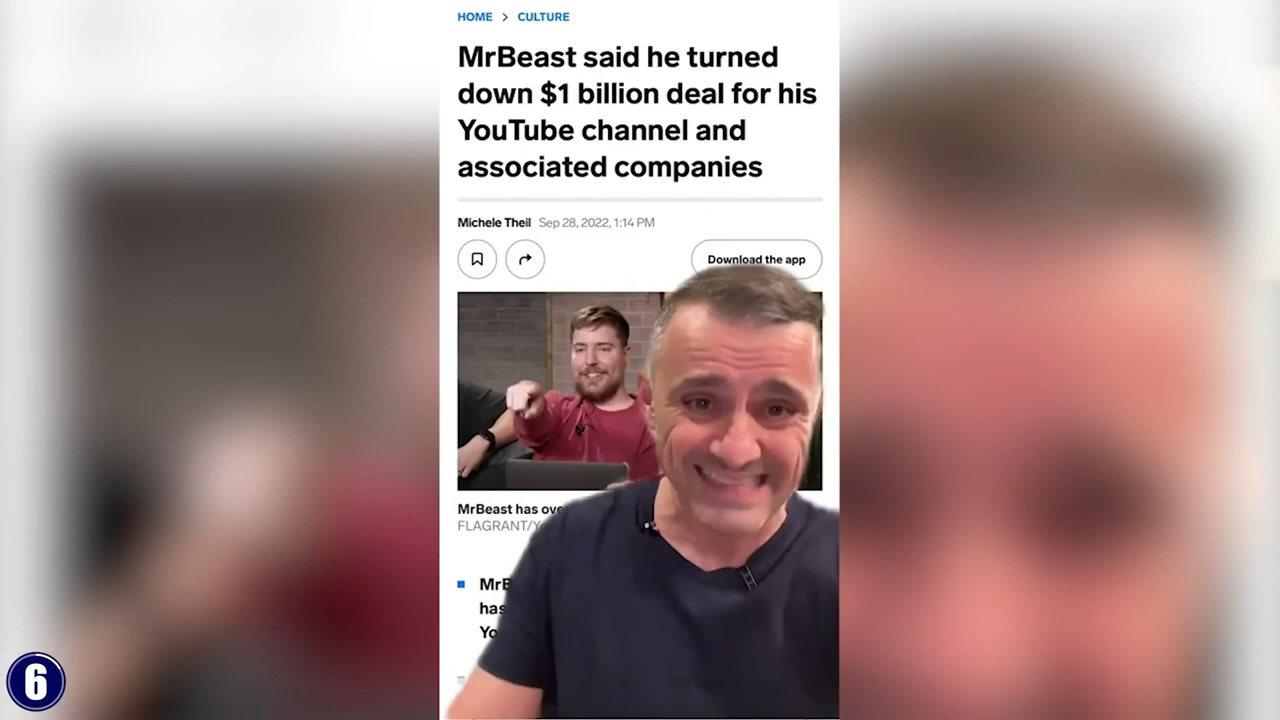 HOME > CULTURE
MrBeast said he turned
down $1 billion deal for his
YouTube channel and
associated companies
Michele Theil Sep 28, 2022, 1:14 PM
Download the app
MrBeast has
FLAGRANT/
6